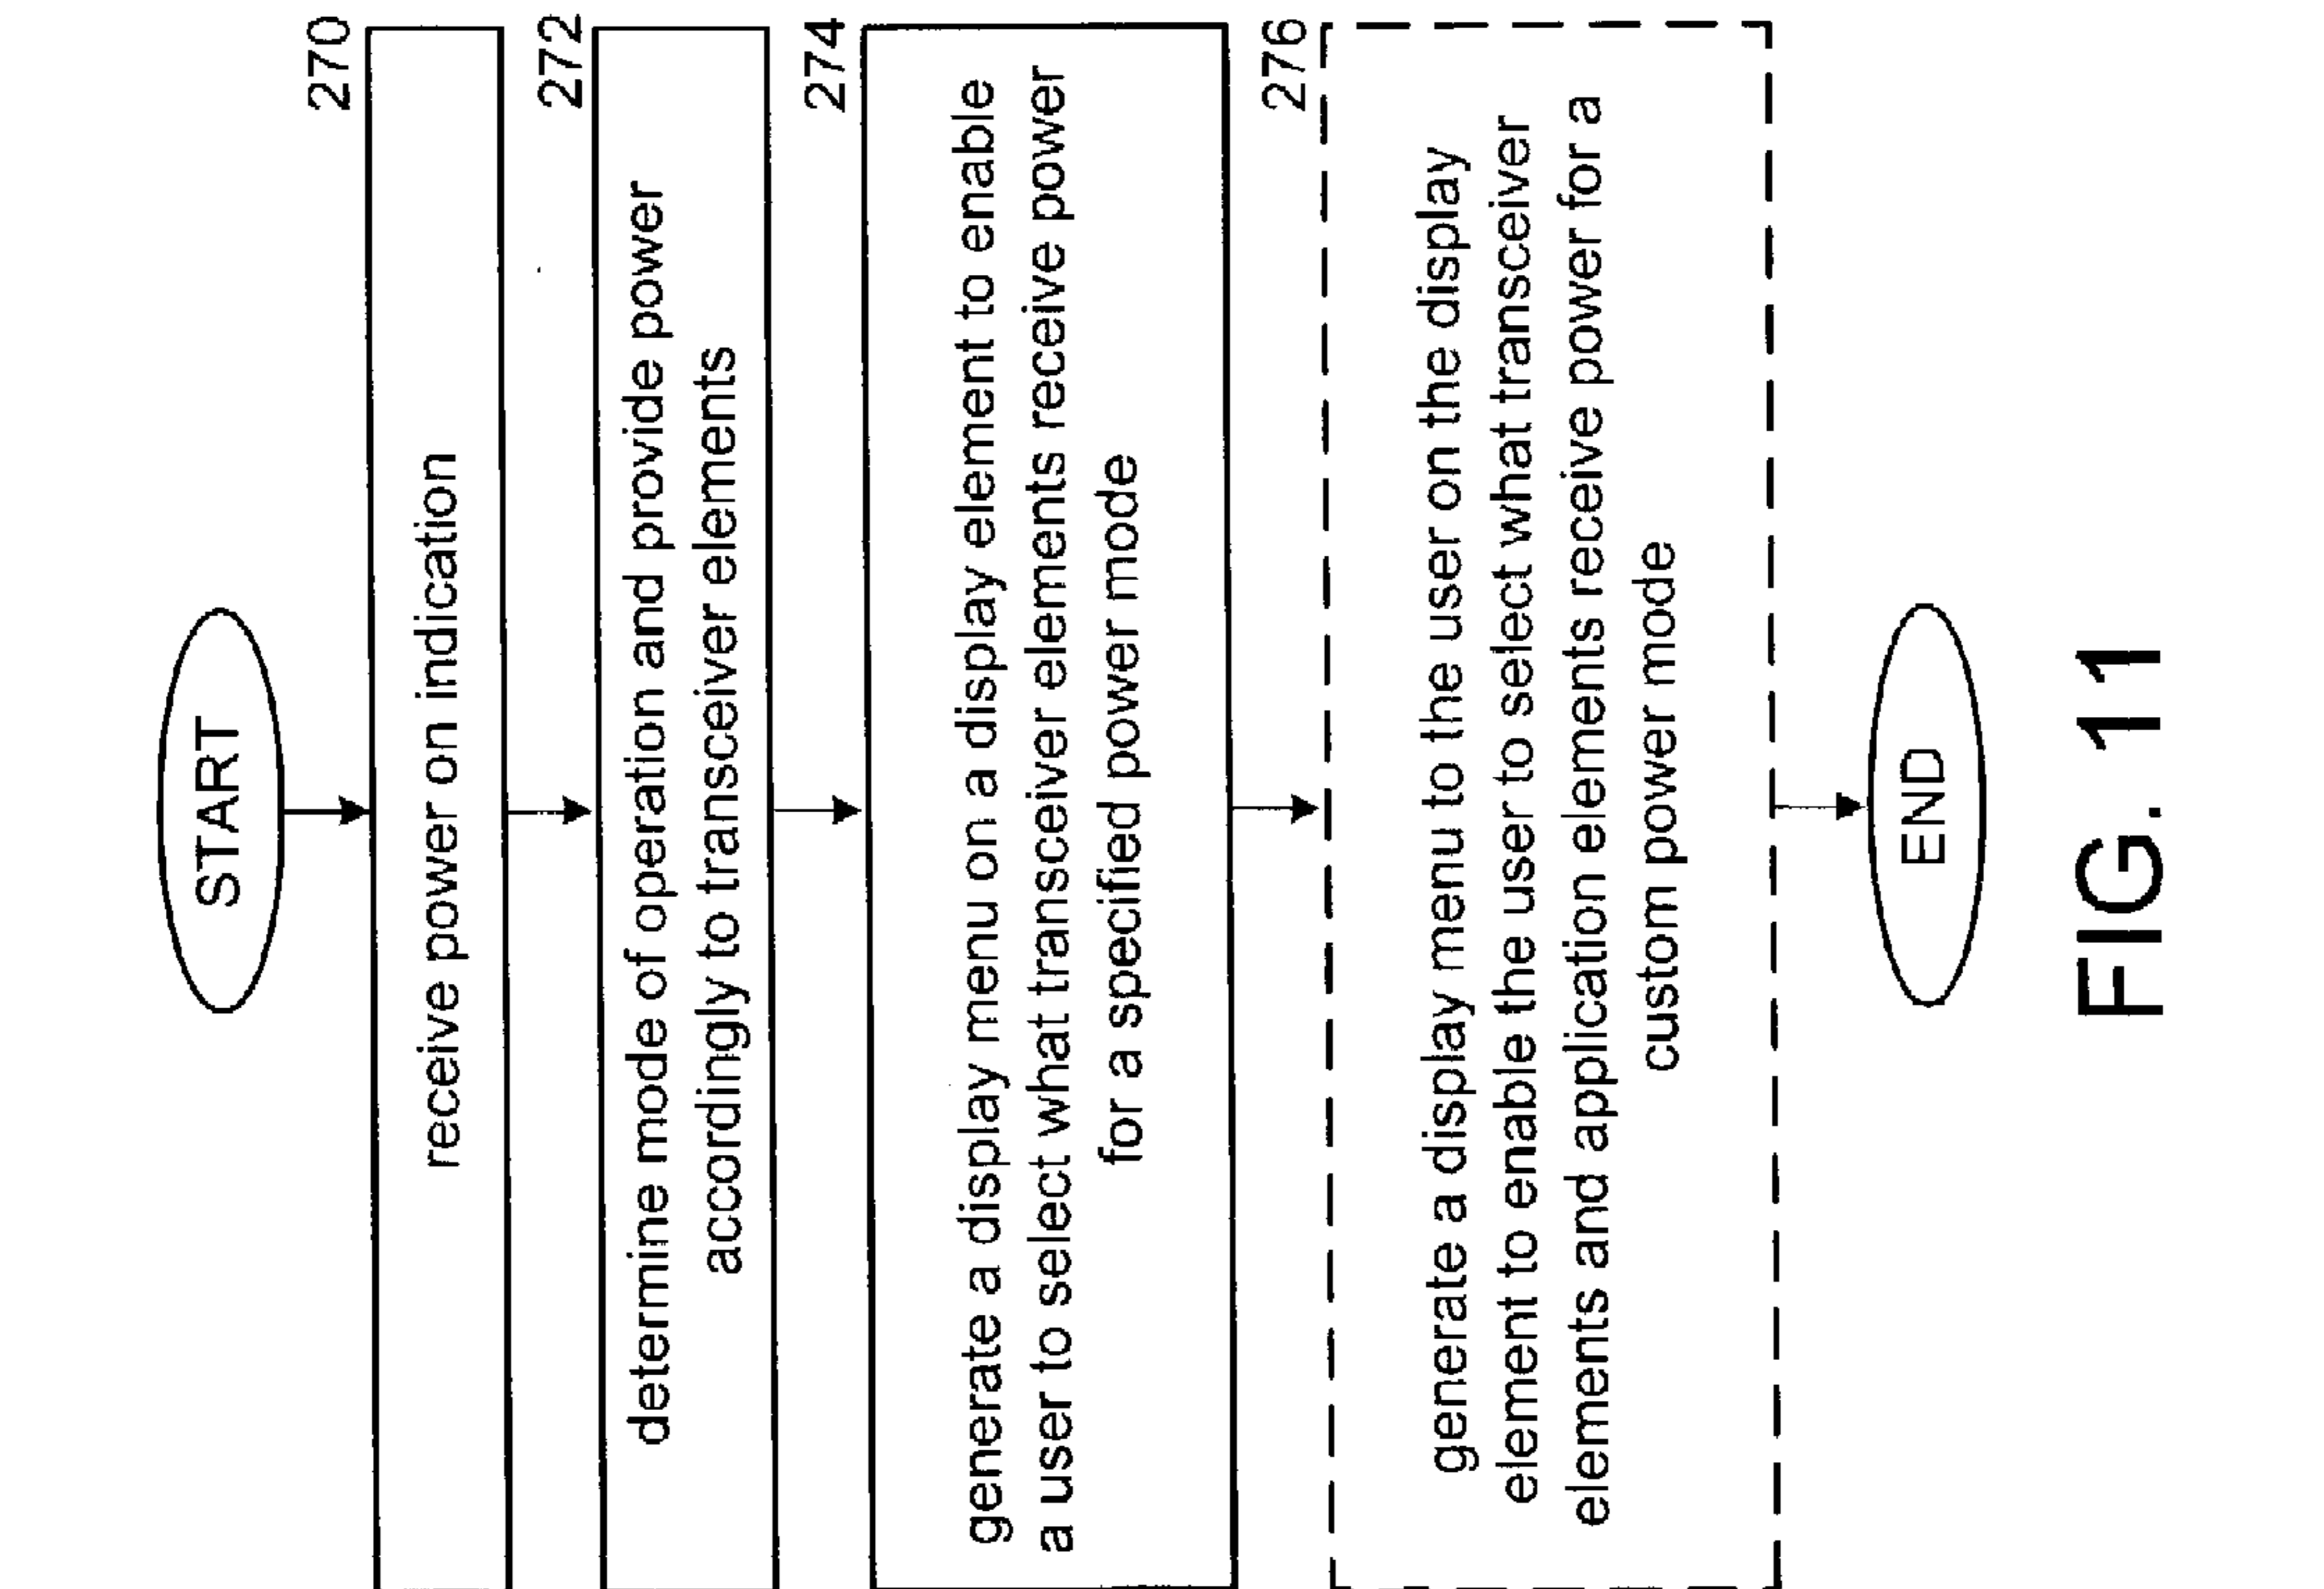 START
270
receive power on indication
272
determine mode of operation and provide power
accordingly to transceiver elements
274
generate a display menu on a display element to enable
a user to select what transceiver elements receive power
for a specified power mode
276
generate a display menu to the user on the display
element to enable the user to select what transceiver
elements and application elements receive power for a
custom power mode
END
FIG. 11